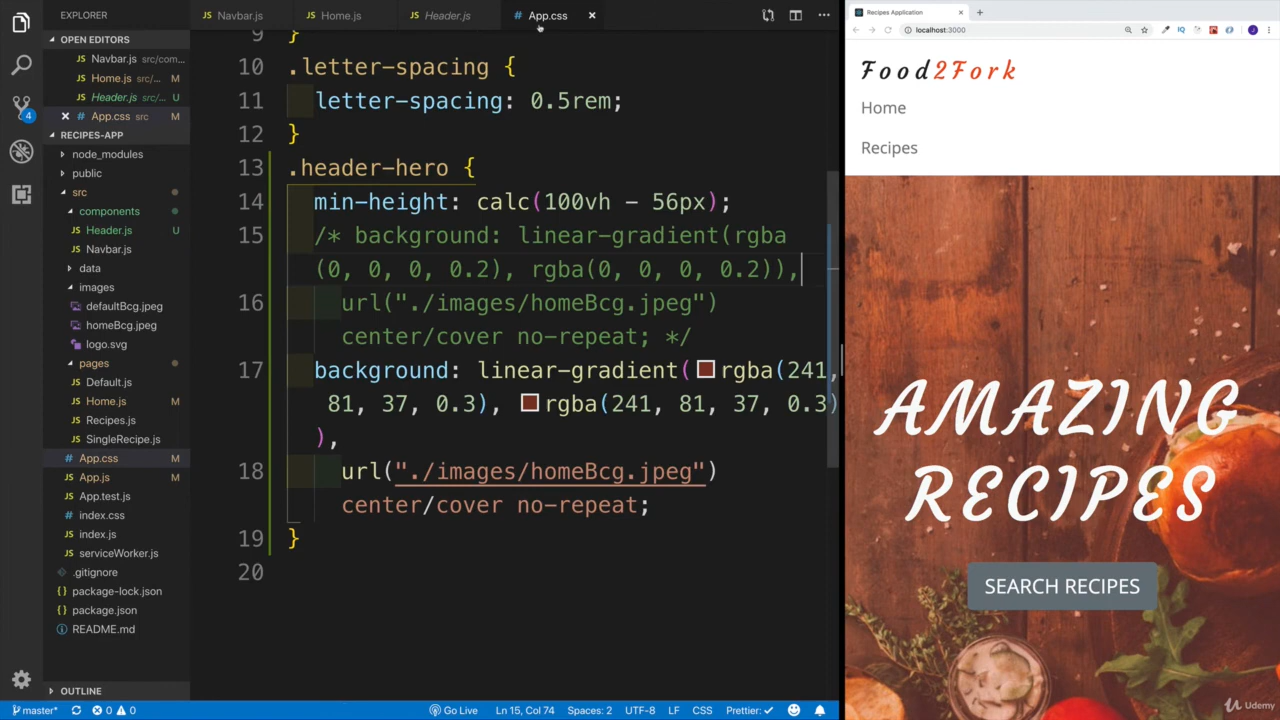 Navbar.js
Home.js
Header.js
App.css
EXPLORER
OPEN EDITORS
Navbar.js src/com...
Home.js src/...
Header.js src/... U
App.css src M
RECIPES-APP
node_modules
public
src
components
Header.js U
Navbar.js
data
images
defaultBcg.jpeg
homeBcg.jpeg
logo.svg
pages
Default.js
Home.js M
Recipes.js
SingleRecipe.js
App.css M
App.js M
App.test.js
index.css
index.js
serviceWorker.js
.gitignore
package-lock.json
package.json
README.md
OUTLINE
4
9 }
10 .letter-spacing {
11 letter-spacing: 0.5rem;
12 }
13 .header-hero {
14 min-height: calc(100vh - 56px);
15 /* background: linear-gradient(rgba
(0, 0, 0, 0.2), rgba(0, 0, 0, 0.2)),
16 url("./images/homeBcg.jpeg")
center/cover no-repeat; */
17 background: linear-gradient(rgba(241,
81, 37, 0.3), rgba(241, 81, 37, 0.3)
),
18 url("./images/homeBcg.jpeg")
center/cover no-repeat;
19 }
20
master*
0
0
Go Live
Ln 15, Col 74
Spaces: 2
UTF-8
LF
CSS
Prettier: ✓
Recipes Application
localhost:3000
IQ
J
Food2Fork
Home
Recipes
AMAZING
RECIPES
SEARCH RECIPES
Udemy